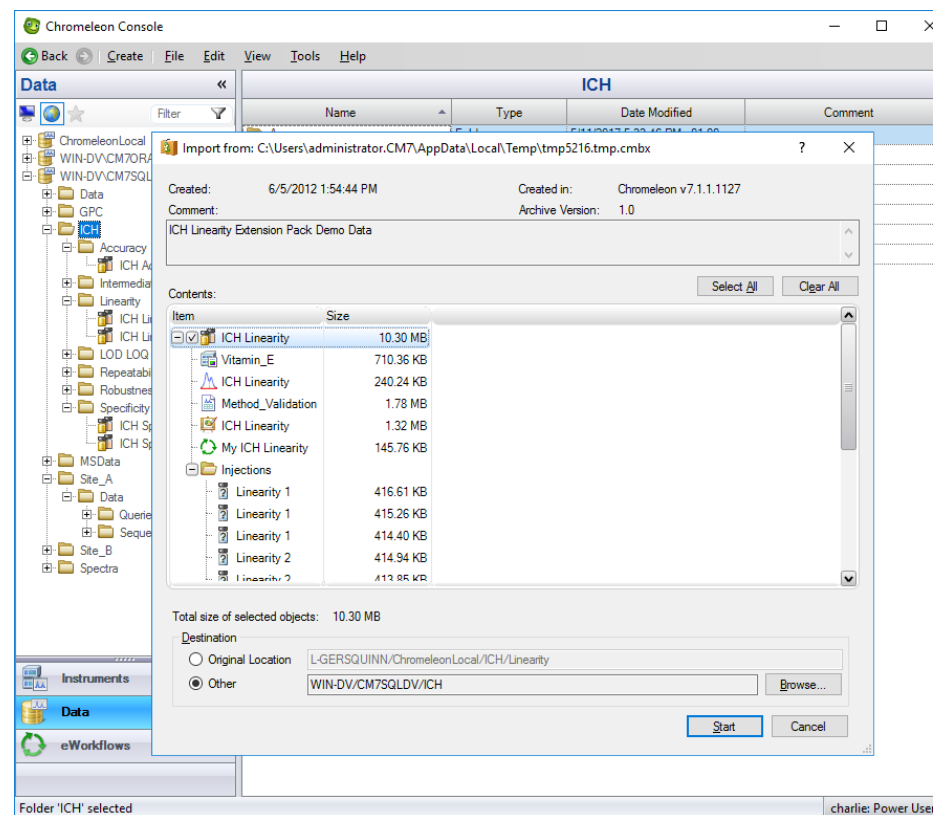 Chromeleon Console
Back Create File Edit View Tools Help
Data « ICH
Filter Name Type Date Modified Comment
ChromeleonLocal
WIN-DV\CM7ORA
WIN-DV\CM7SQL
Data
GPC
ICH
Accuracy
ICH
Intermedia
Linearity
ICH
ICH
LOD LOQ
Repeatabi
Robustnes
Specificity
ICH
ICH
MSData
Site_A
Data
Querie
Seque
Site_B
Spectra
Instruments
Data
eWorkflows
Import from: C:\Users\administrator.CM7\AppData\Local\Temp\tmp5216.tmp.cmbx ? ×
Created: 6/5/2012 1:54:44 PM Created in: Chromeleon v7.1.1.1127
Comment: Archive Version: 1.0
ICH Linearity Extension Pack Demo Data
Select All Clear All
Contents:
Item Size
ICH Linearity 10.30 MB
Vitamin_E 710.36 KB
ICH Linearity 240.24 KB
Method_Validation 1.78 MB
ICH Linearity 1.32 MB
My ICH Linearity 145.76 KB
Injections
Linearity 1 416.61 KB
Linearity 1 415.26 KB
Linearity 1 414.40 KB
Linearity 2 414.94 KB
Linearity 2 413.85 KB
Total size of selected objects: 10.30 MB
Destination
Original Location L-GERSQUINN/ChromeleonLocal/ICH/Linearity
Other WIN-DV/CM7SQLDV/ICH Browse...
Start Cancel
Folder 'ICH' selected charlie: Power User